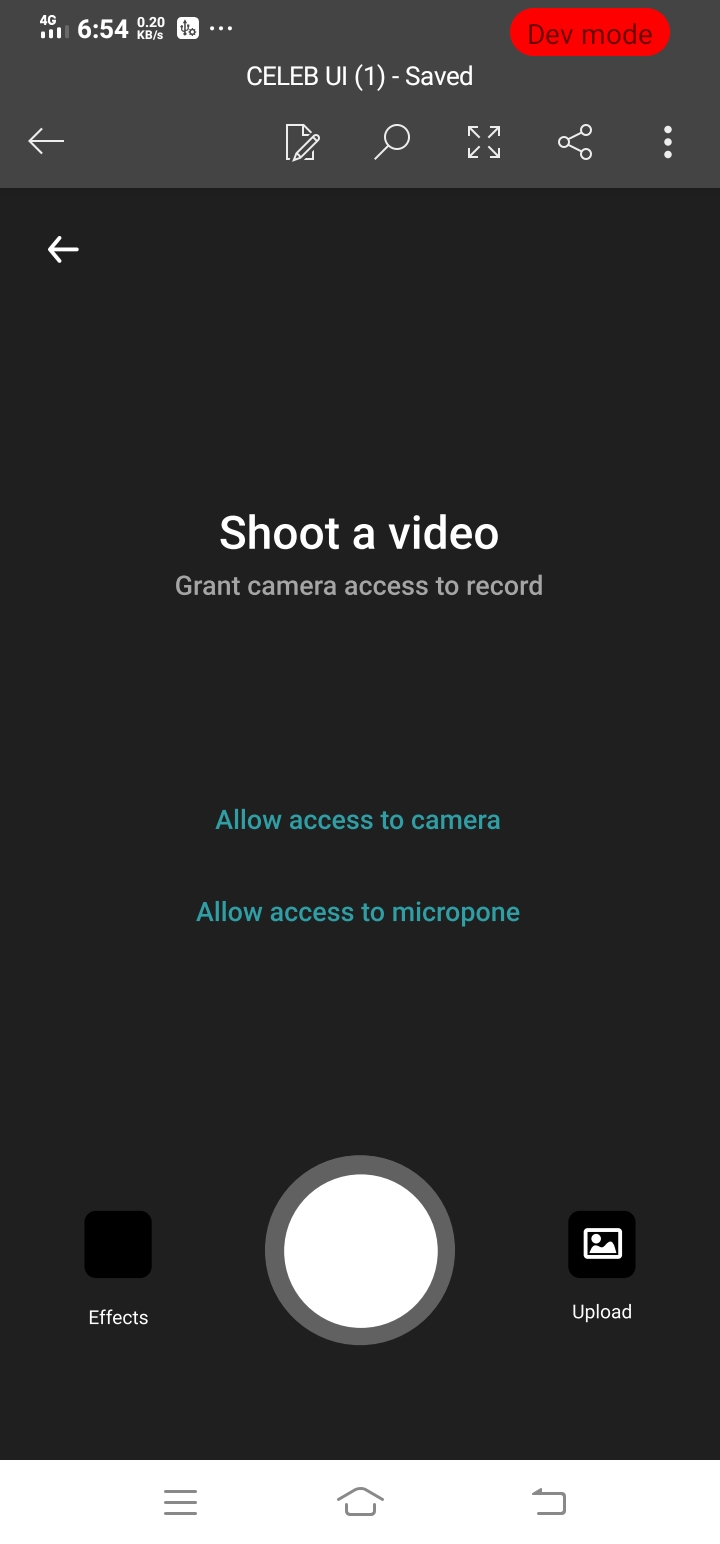 4G
6:54
0.20
KB/s
Dev mode
CELEB UI (1) - Saved
Shoot a video
Grant camera access to record
Allow access to camera
Allow access to micropone
Effects
Upload